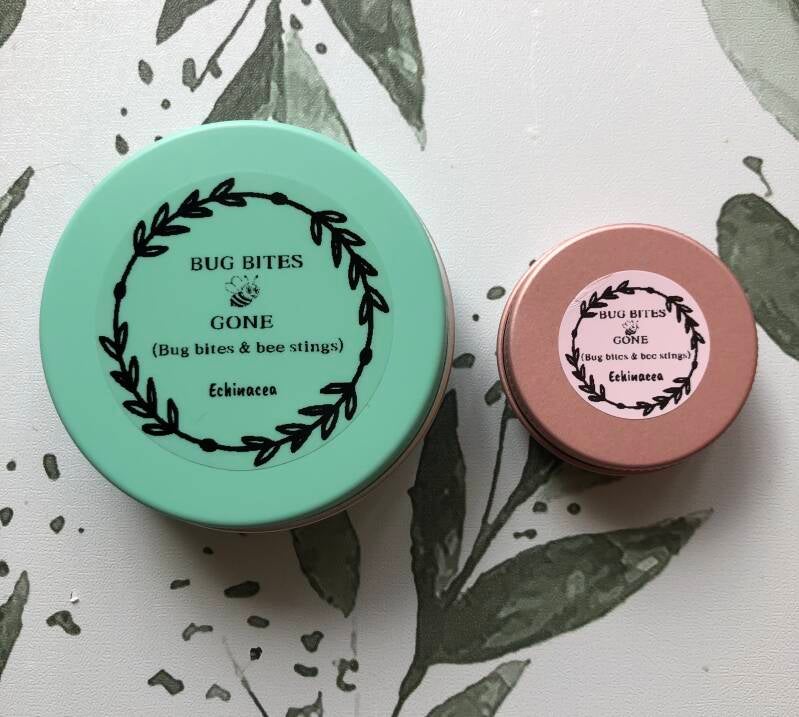 BUG BITES
GONE
(Bug bites & bee stings)
Echinacea
BUG BITES
GONE
(Bug bites & bee stings)
Echinacea